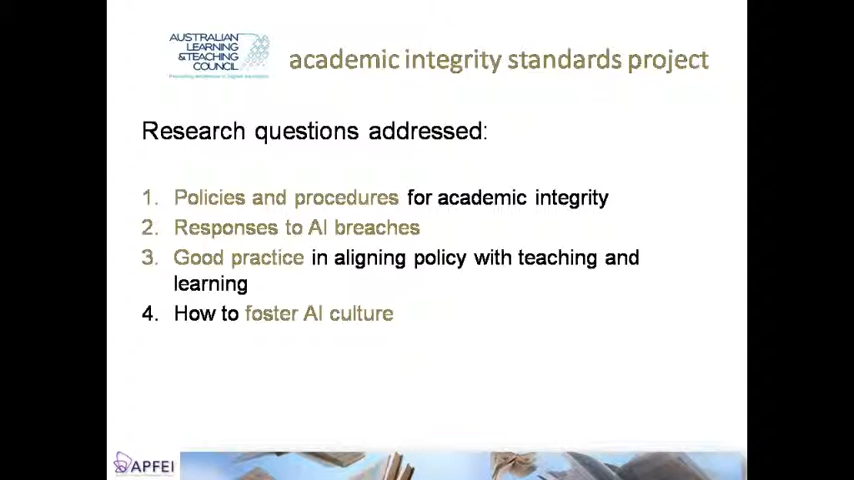 AUSTRALIAN
LEARNING
&TEACHING
COUNCIL
academic integrity standards project
Research questions addressed:
1. Policies and procedures for academic integrity
2. Responses to AI breaches
3. Good practice in aligning policy with teaching and
learning
4. How to foster AI culture
APFEI